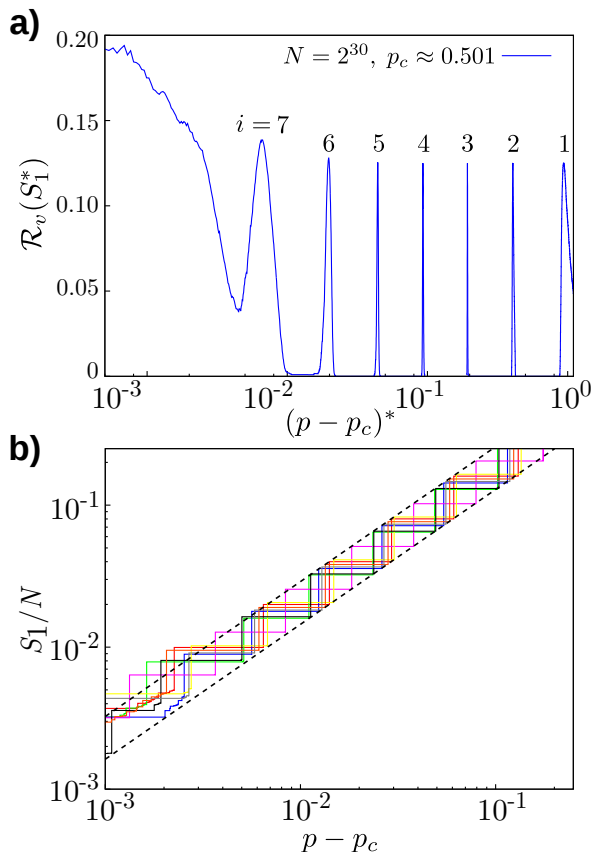 a)
0.20
N = 2^30, p_c ≈ 0.501
0.15
i = 7
6
5
4
3
2
1
R_v(S_1^*)
0.10
0.05
0
10^-3
10^-2
10^-1
10^0
(p − p_c)^*
b)
10^-1
S_1/N
10^-2
10^-3
10^-3
10^-2
10^-1
p − p_c